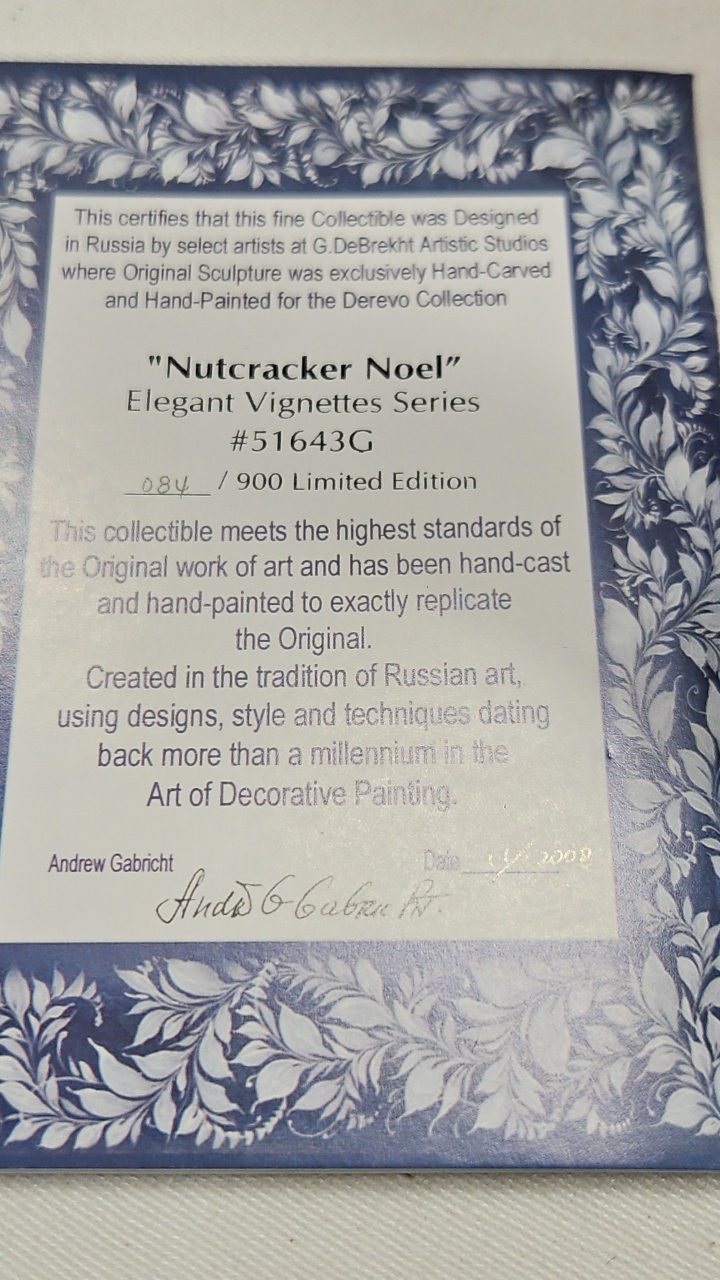 This certifies that this fine Collectible was Designed
in Russia by select artists at G.DeBrekht Artistic Studios
where Original Sculpture was exclusively Hand-Carved
and Hand-Painted for the Derevo Collection
"Nutcracker Noel"
Elegant Vignettes Series
#51643G
084 / 900 Limited Edition
This collectible meets the highest standards of
the Original work of art and has been hand-cast
and hand-painted to exactly replicate
the Original.
Created in the tradition of Russian art,
using designs, style and techniques dating
back more than a millennium in the
Art of Decorative Painting.
Andrew Gabricht
Date 2008